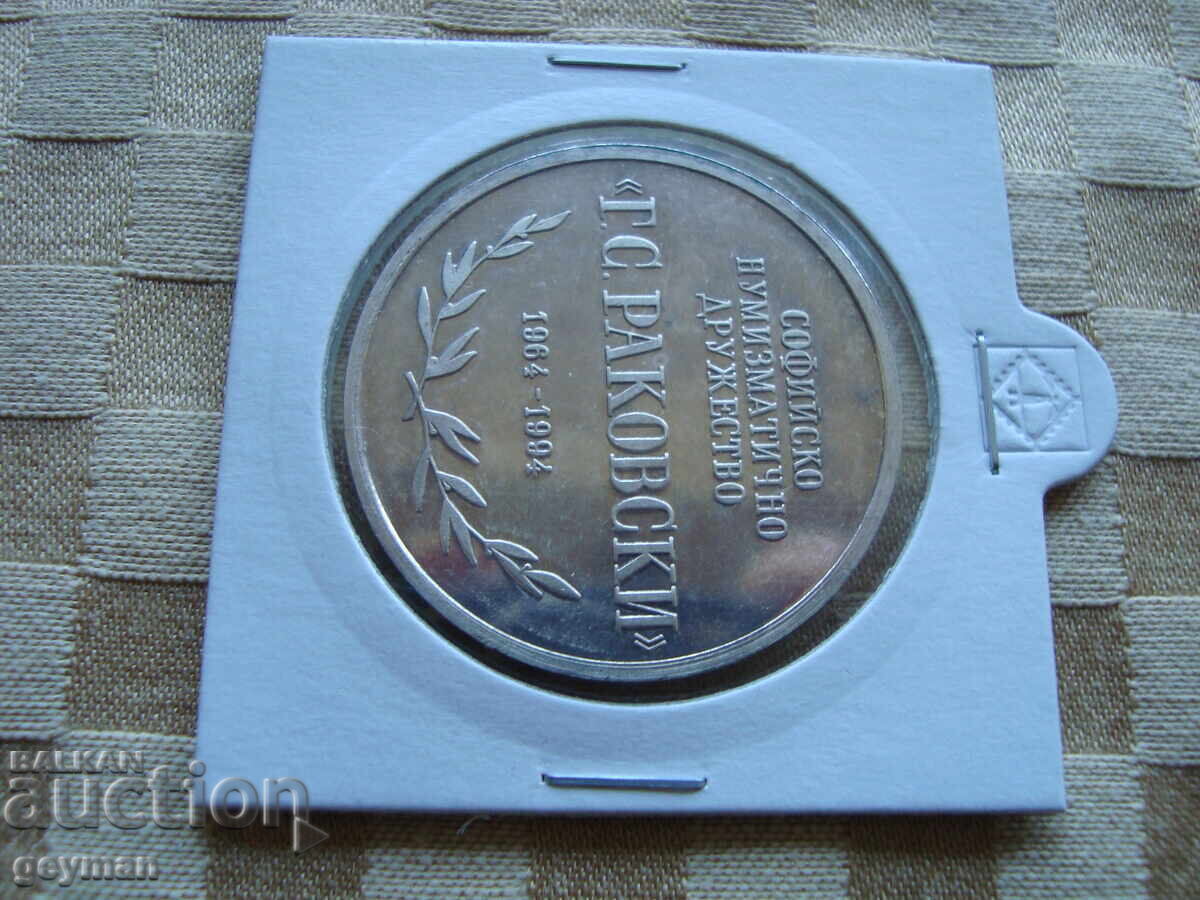 СОФИЙСКО
НУМИЗМАТИЧНО
ДРУЖЕСТВО
«Г.С. РАКОВСКИ»
1964-1994
BALKAN
auction
geyman